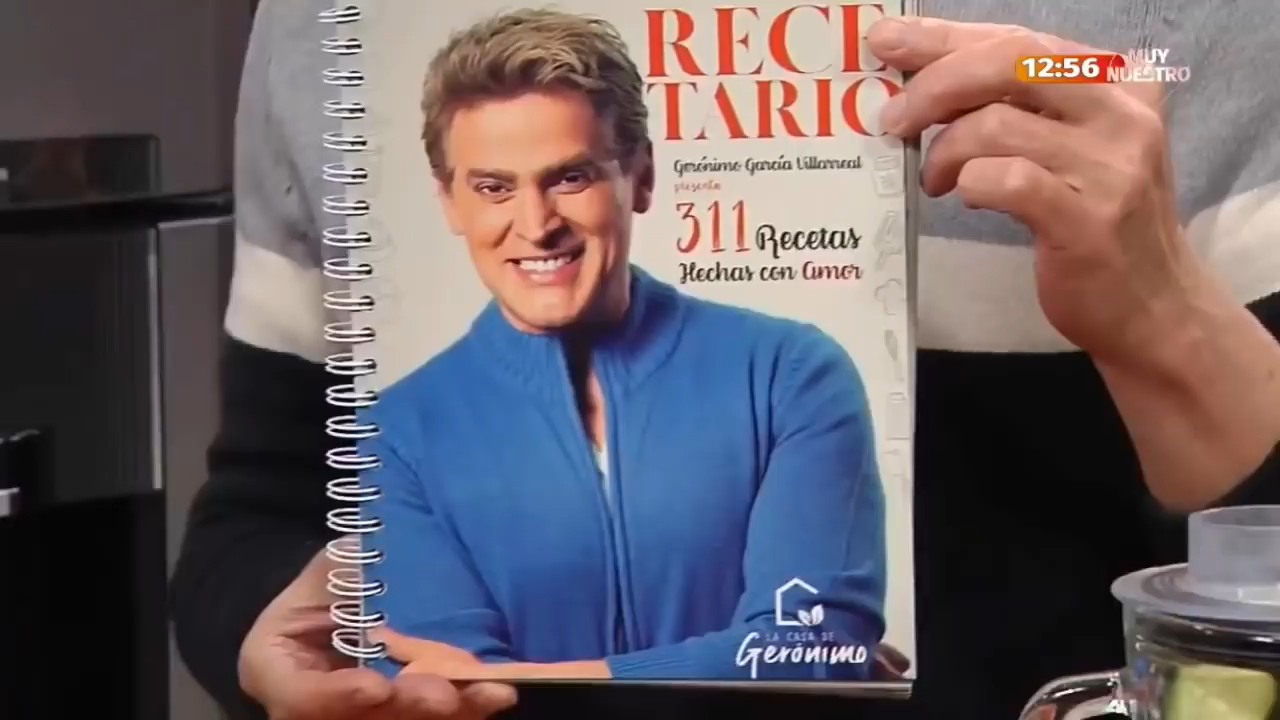 RECE
TARIO
Gerónimo García Villarreal
presenta
311 Recetas
Hechas con Amor
LA CASA DE
Gerónimo
12:56
MUY
NUESTRO